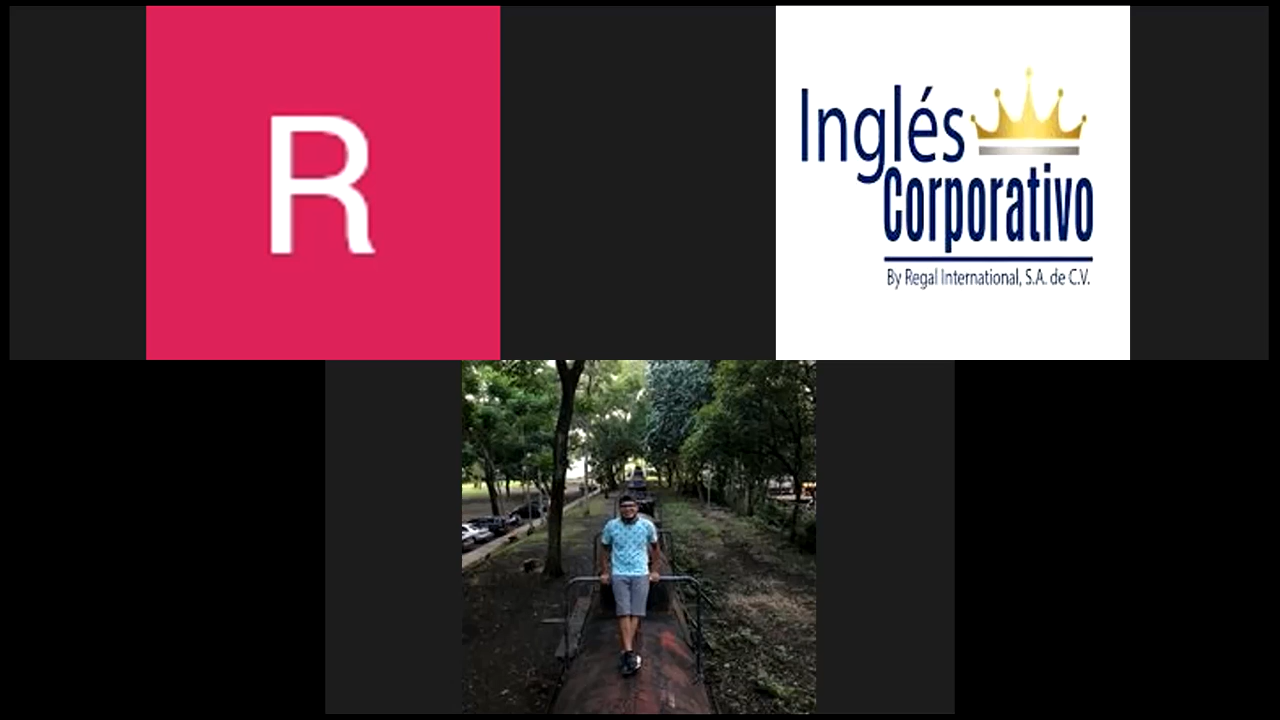 R
Inglés
Corporativo
By Regal International, S.A. de C.V.